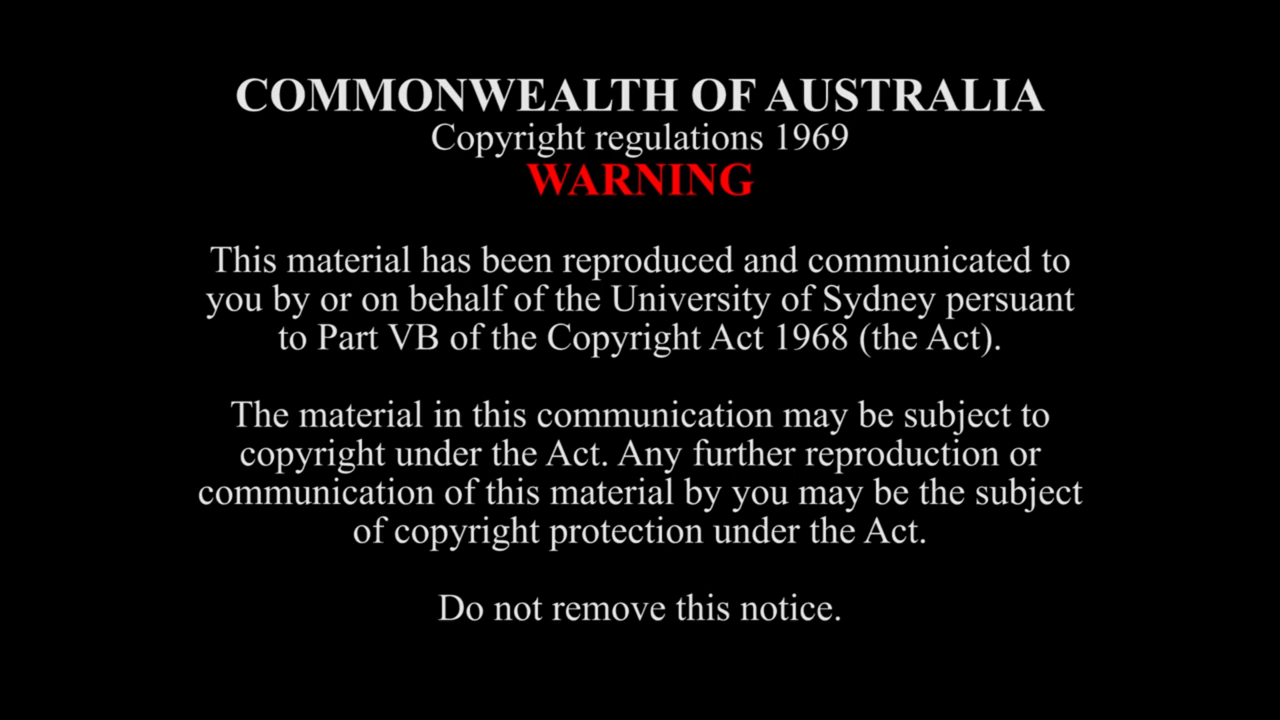 COMMONWEALTH OF AUSTRALIA
Copyright regulations 1969
WARNING
This material has been reproduced and communicated to
you by or on behalf of the University of Sydney persuant
to Part VB of the Copyright Act 1968 (the Act).
The material in this communication may be subject to
copyright under the Act. Any further reproduction or
communication of this material by you may be the subject
of copyright protection under the Act.
Do not remove this notice.